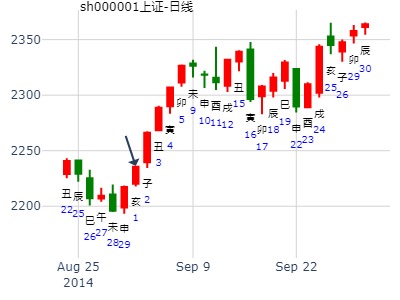 sh000001上证-日线
2350
2300
2250
2200
丑
22
辰
25
巳
26
午
27
未
28
申
29
亥
1
子
2
丑
3
寅
4
卯
5
未
9
申
10
酉
11
戌
12
丑
15
寅
16
卯
17
辰
18
巳
19
申
22
酉
23
戌
24
亥
25
子
26
卯
29
辰
30
Aug 25
2014
Sep 9
Sep 22